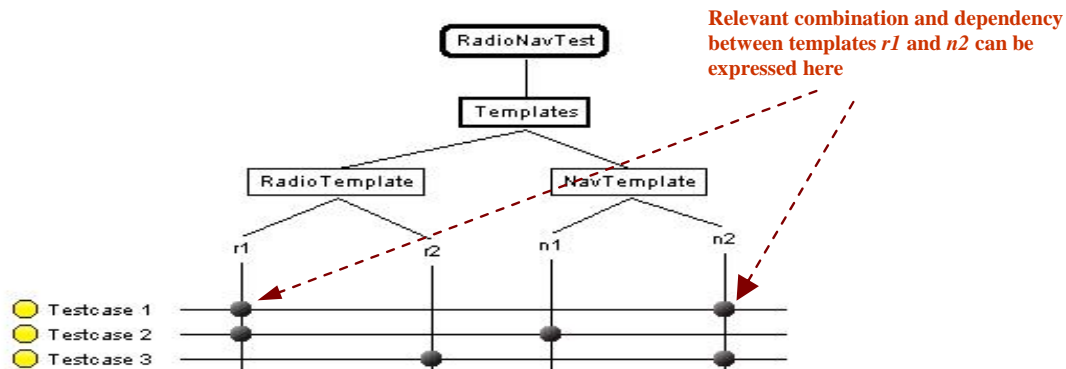 Relevant combination and dependency
between templates r1 and n2 can be
expressed here
RadioNavTest
Templates
RadioTemplate
NavTemplate
r1
r2
n1
n2
Testcase 1
Testcase 2
Testcase 3